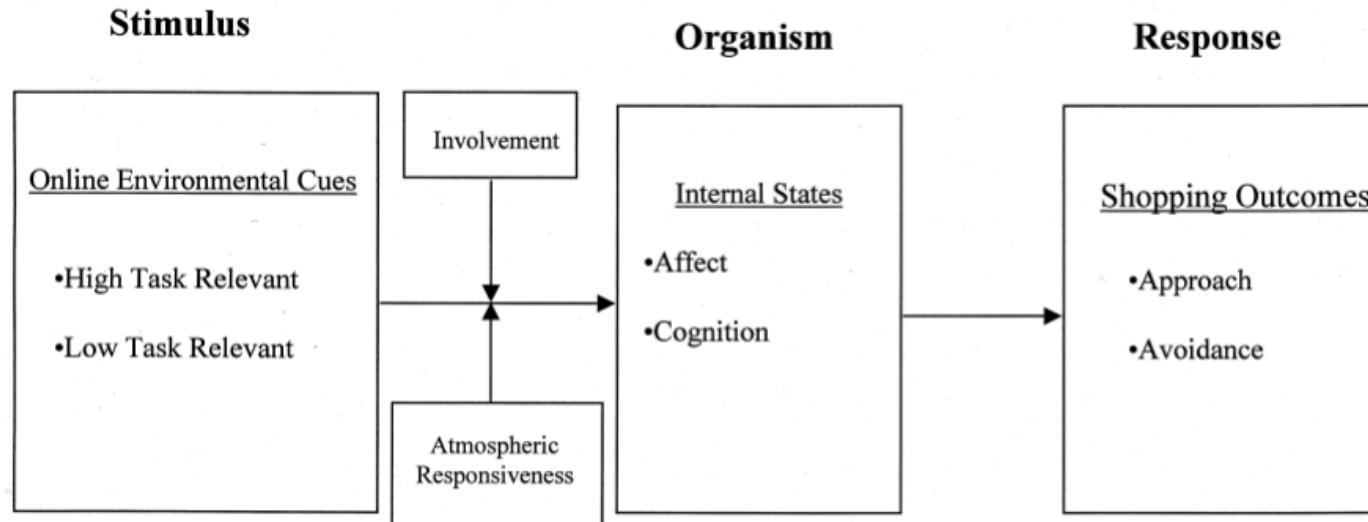 Stimulus
Organism
Response
Online Environmental Cues
•High Task Relevant
•Low Task Relevant
Involvement
Atmospheric
Responsiveness
Internal States
•Affect
•Cognition
Shopping Outcomes
•Approach
•Avoidance